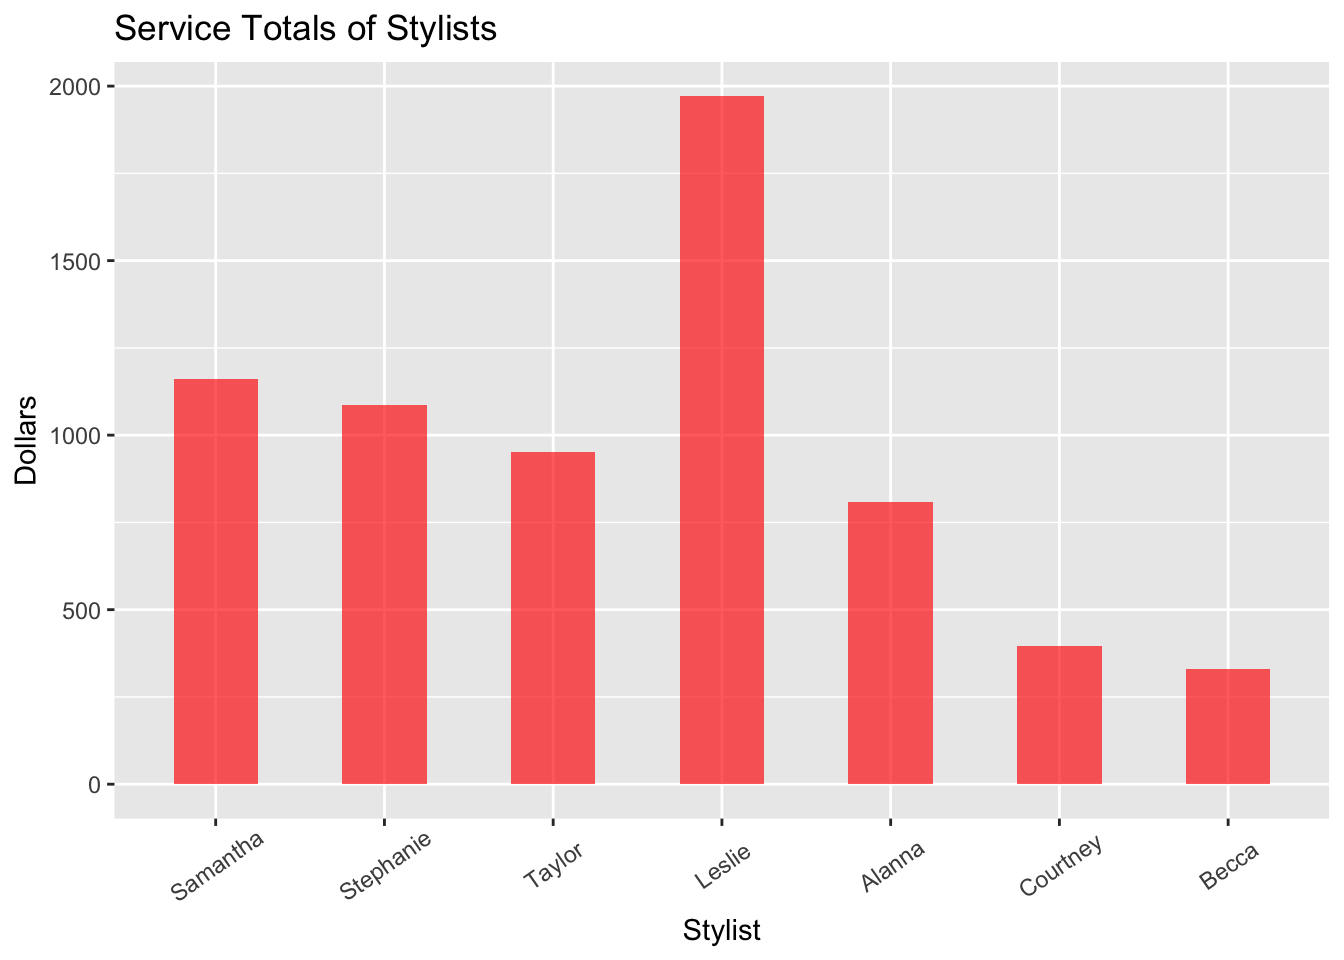 Service Totals of Stylists
2000
1500
1000
500
0
Dollars
Samantha
Stephanie
Taylor
Leslie
Alanna
Courtney
Becca
Stylist